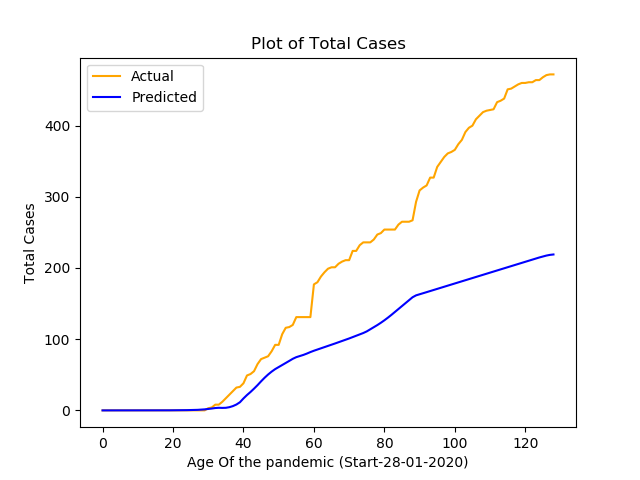 Plot of Total Cases
Actual
Predicted
400
300
200
100
0
Total Cases
0 20 40 60 80 100 120
Age Of the pandemic (Start-28-01-2020)